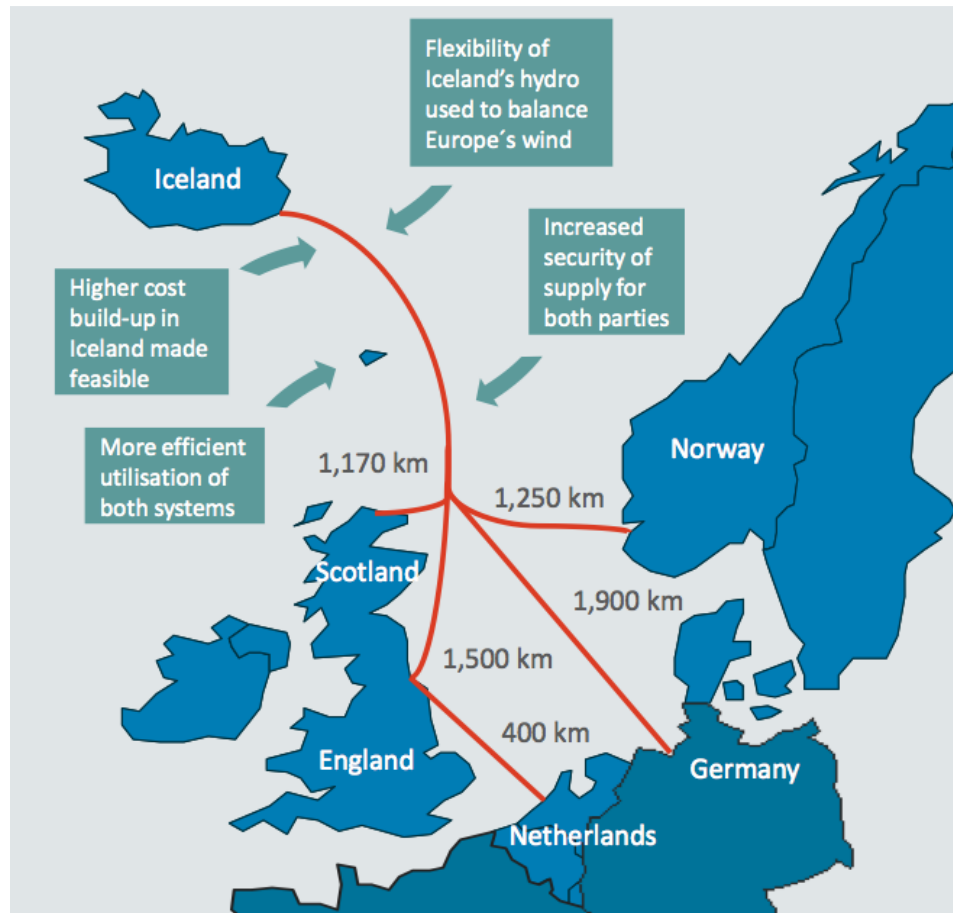 Flexibility of
Iceland's hydro
used to balance
Europe´s wind
Iceland
Increased
security of
supply for
both parties
Higher cost
build-up in
Iceland made
feasible
More efficient
utilisation of
both systems
1,170 km
Norway
1,250 km
Scotland
1,900 km
1,500 km
400 km
England
Germany
Netherlands